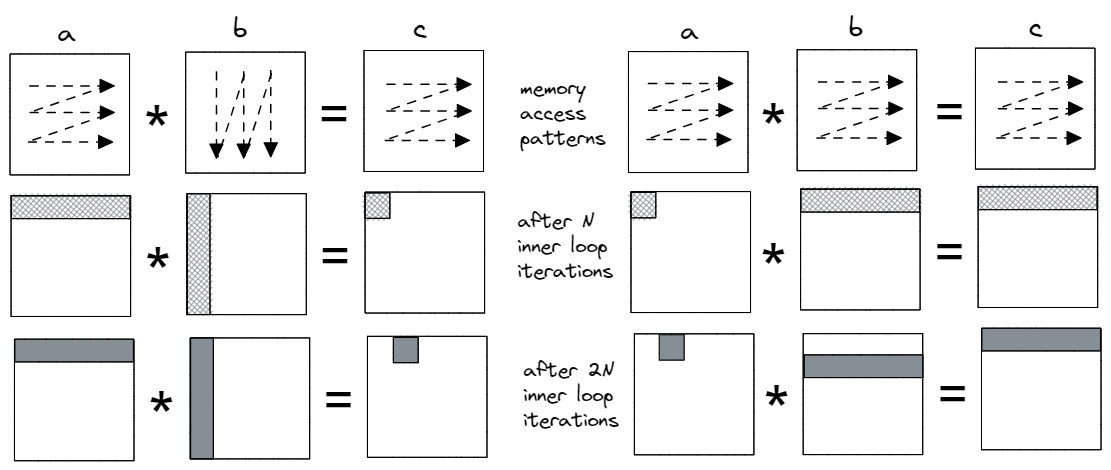 a b c a b c
* = memory
access
patterns * =
* = after N
inner loop
iterations * =
* = after 2N
inner loop
iterations * =